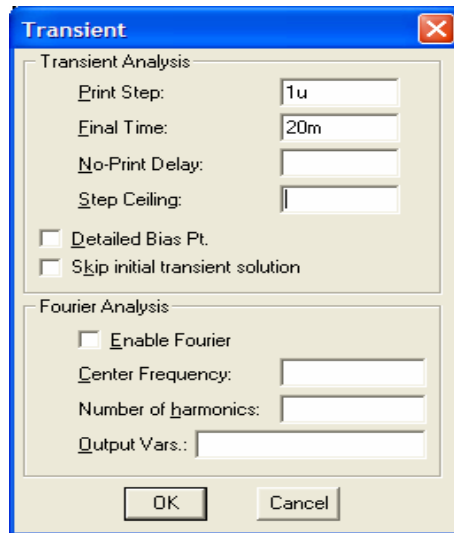 Transient
Transient Analysis
Print Step: 1u
Final Time: 20m
No-Print Delay:
Step Ceiling:
Detailed Bias Pt.
Skip initial transient solution
Fourier Analysis
Enable Fourier
Center Frequency:
Number of harmonics:
Output Vars.:
OK Cancel